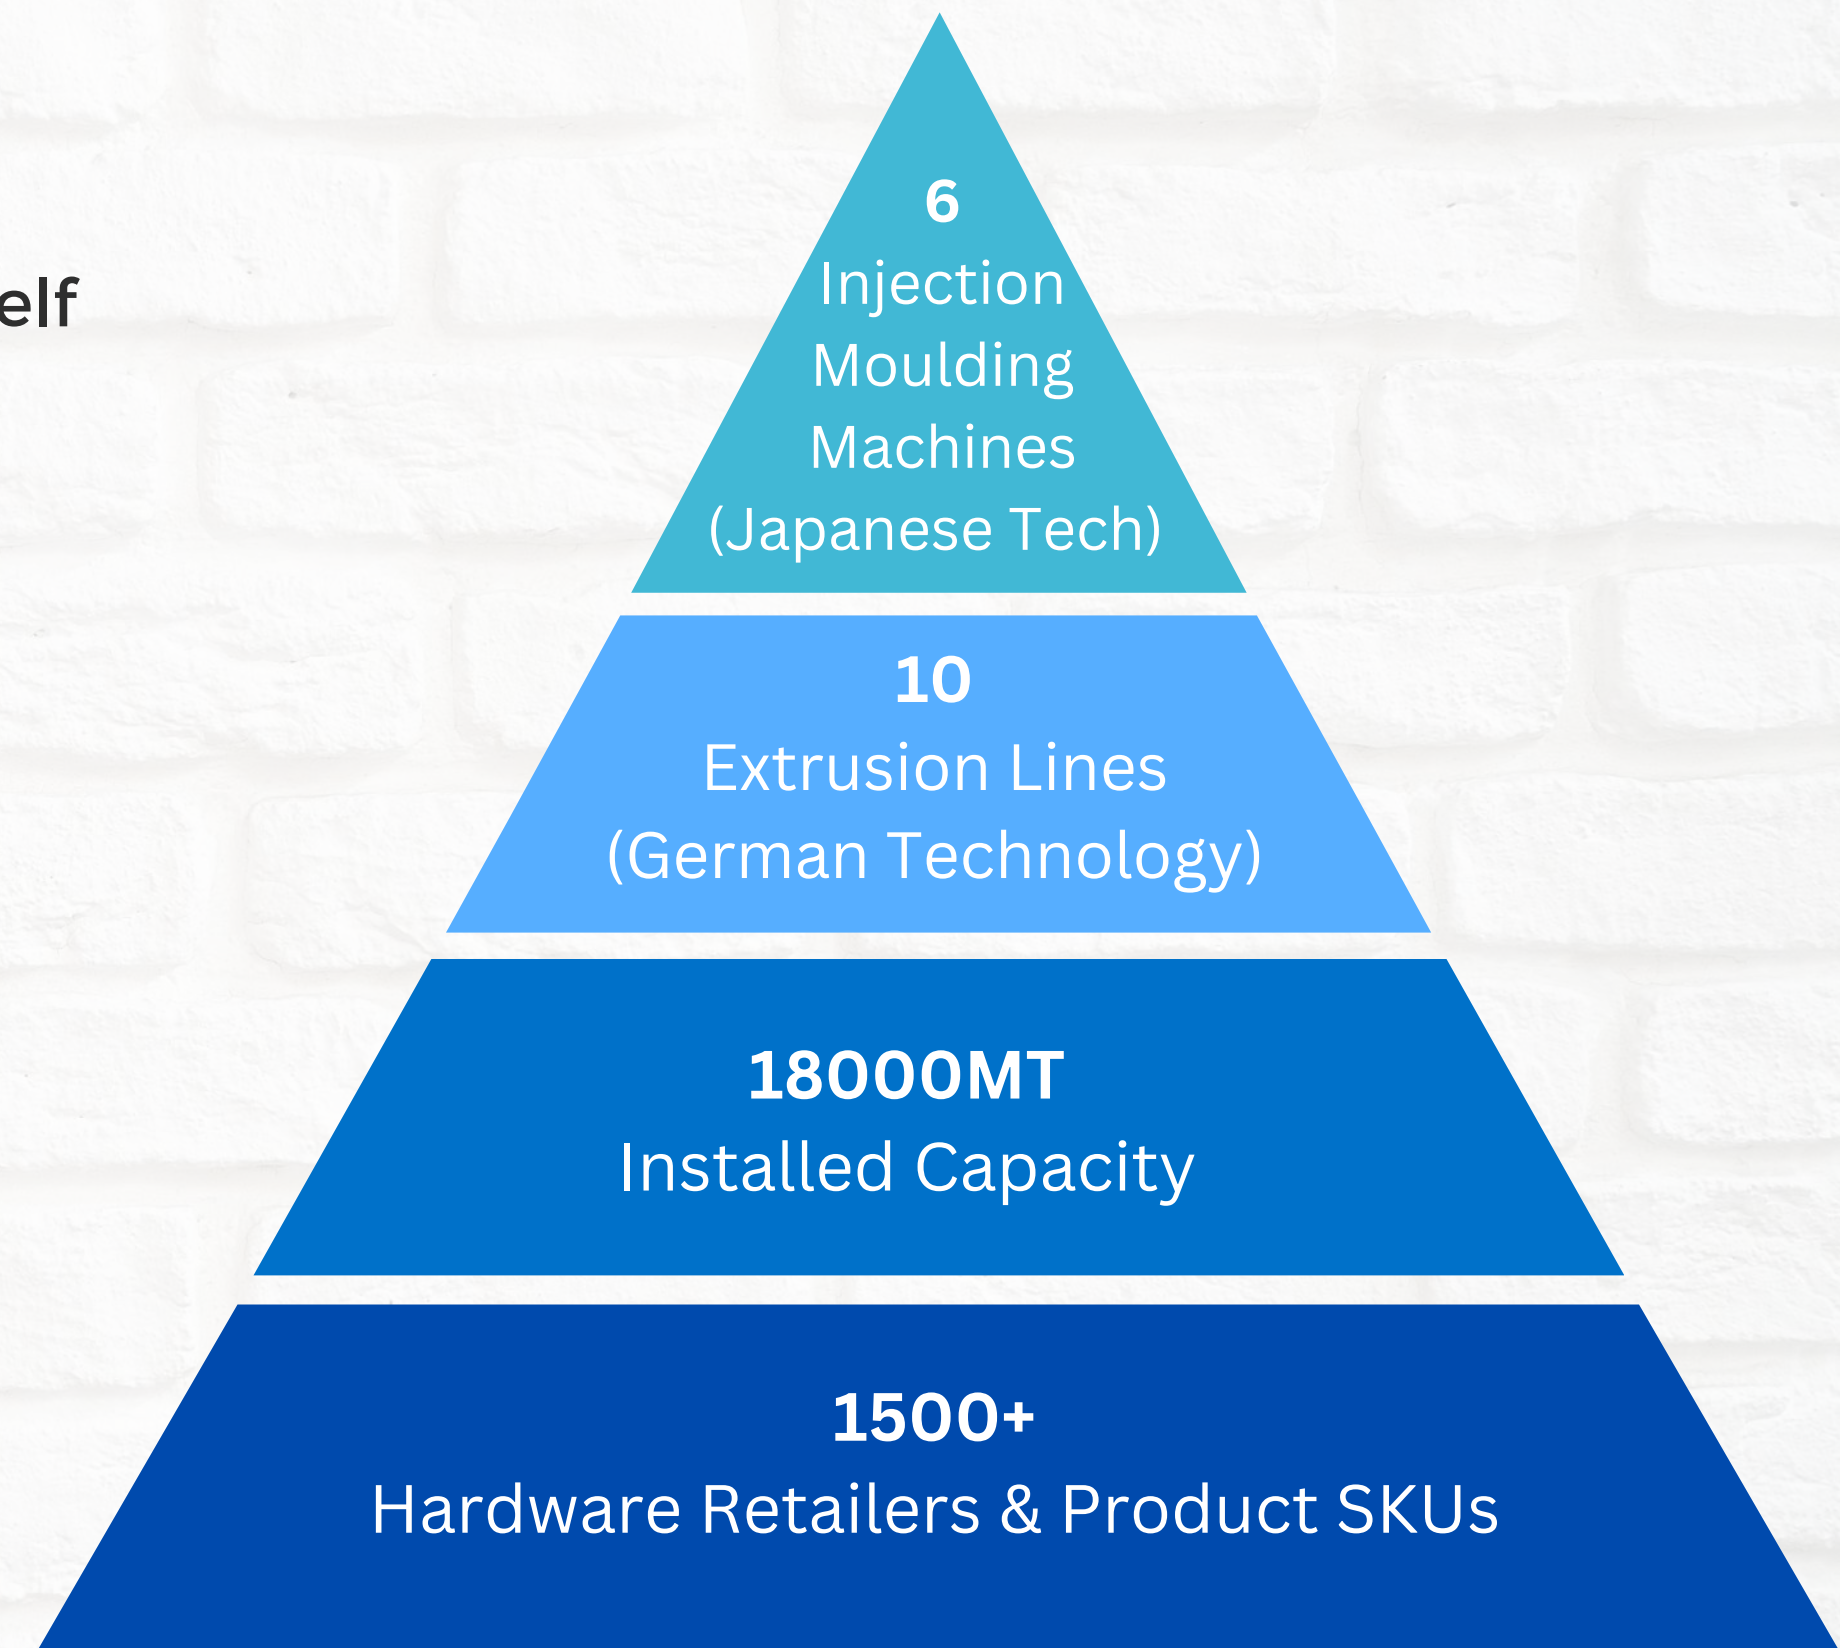 elf
6
Injection
Moulding
Machines
(Japanese Tech)
10
Extrusion Lines
(German Technology)
18000MT
Installed Capacity
1500+
Hardware Retailers & Product SKUs